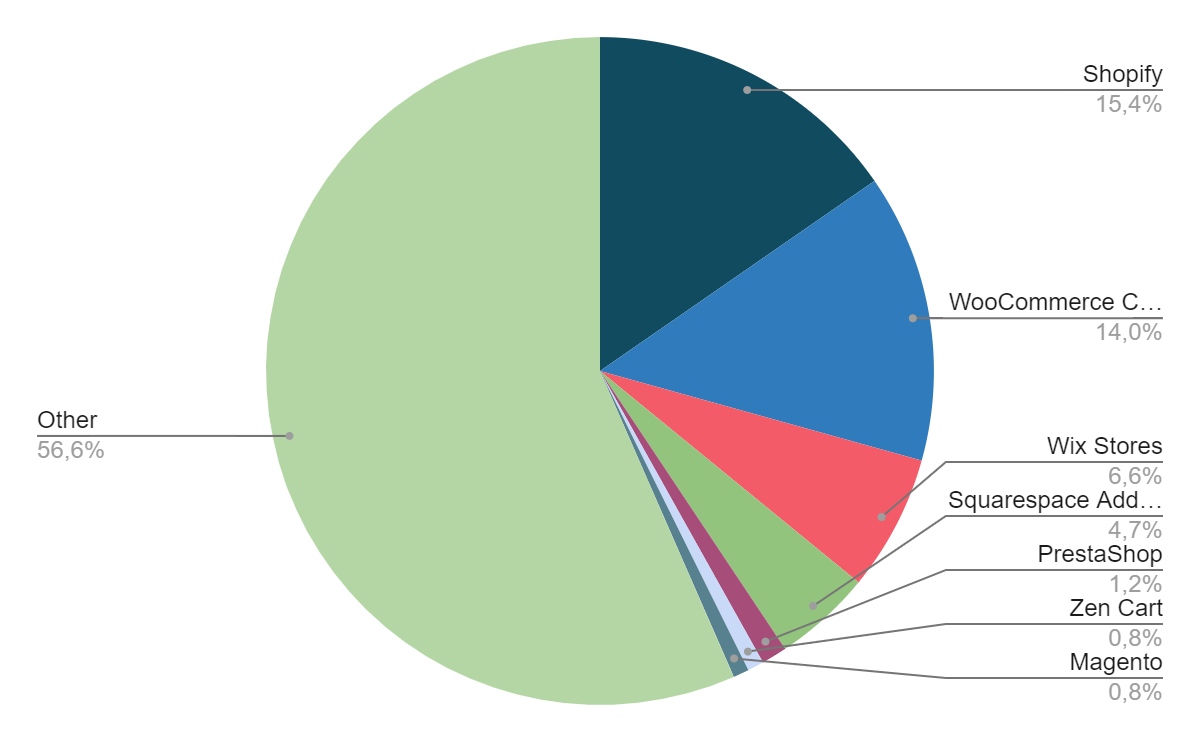 Shopify
15,4%
WooCommerce C…
14,0%
Other
56,6%
Wix Stores
6,6%
Squarespace Add…
4,7%
PrestaShop
1,2%
Zen Cart
0,8%
Magento
0,8%